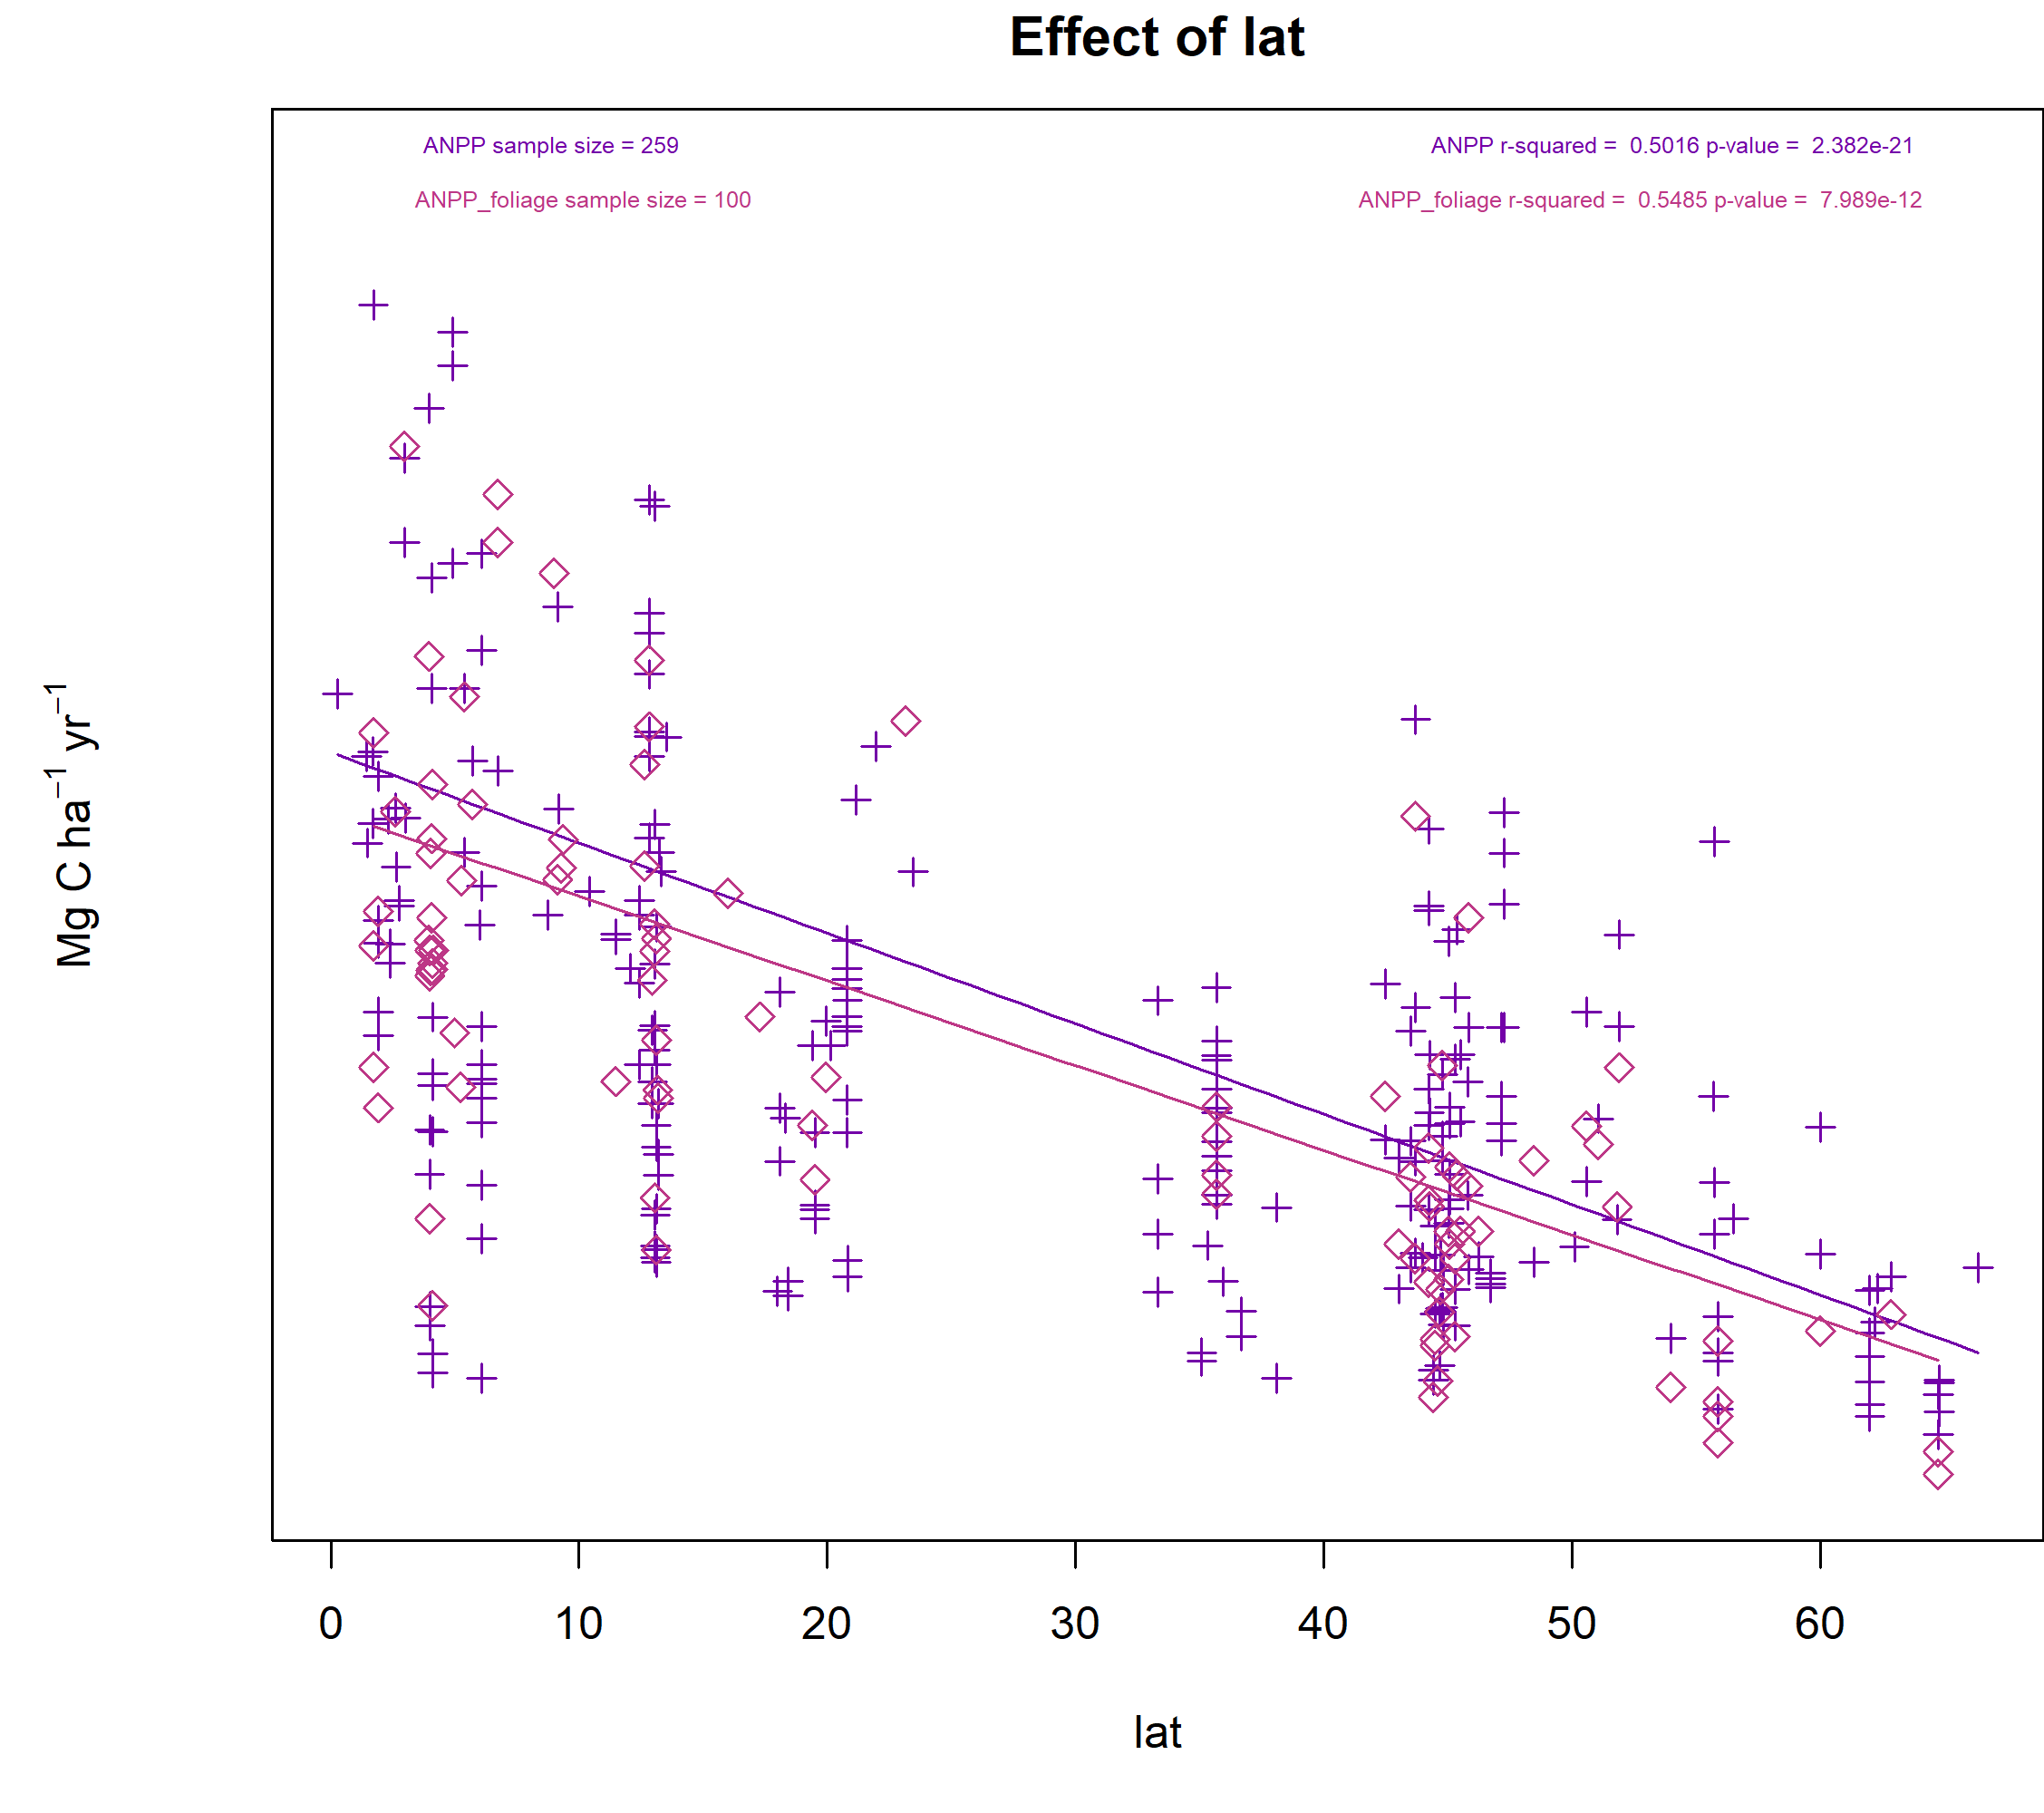 Effect of lat
ANPP sample size = 259
ANPP r-squared = 0.5016 p-value = 2.382e-21
ANPP_foliage sample size = 100
ANPP_foliage r-squared = 0.5485 p-value = 7.989e-12
Mg C ha⁻¹ yr⁻¹
0 10 20 30 40 50 60
lat